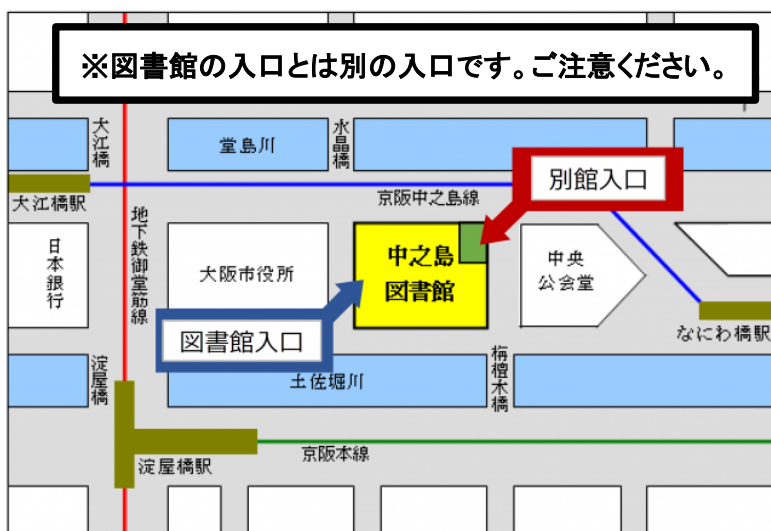 ※図書館の入口とは別の入口です。ご注意ください。
大江橋
堂島川
水晶橋
別館入口
大江橋駅
京阪中之島線
地下鉄御堂筋線
日本銀行
大阪市役所
中之島
図書館
中央
公会堂
図書館入口
なにわ橋駅
淀屋橋
土佐堀川
栴檀木橋
淀屋橋駅
京阪本線